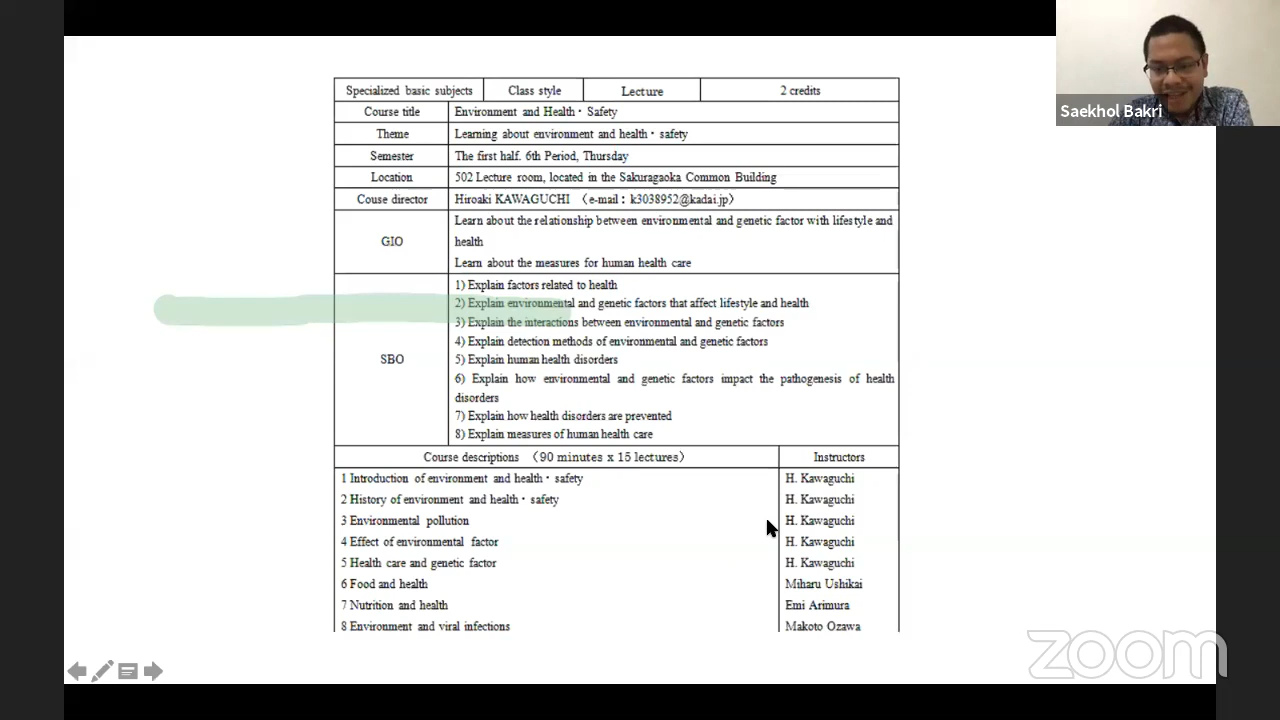 Saekhol Bakri
Specialized basic subjects Class style Lecture 2 credits
Course title Environment and Health・Safety
Theme Learning about environment and health・safety
Semester The first half. 6th Period, Thursday
Location 502 Lecture room, located in the Sakuragaoka Common Building
Couse director Hiroaki KAWAGUCHI （e-mail：k3038952@kadai.jp）
GIO
Learn about the relationship between environmental and genetic factor with lifestyle and
health
Learn about the measures for human health care
SBO
1) Explain factors related to health
2) Explain environmental and genetic factors that affect lifestyle and health
3) Explain the interactions between environmental and genetic factors
4) Explain detection methods of environmental and genetic factors
5) Explain human health disorders
6) Explain how environmental and genetic factors impact the pathogenesis of health
disorders
7) Explain how health disorders are prevented
8) Explain measures of human health care
Course descriptions （90 minutes x 15 lectures） Instructors
1 Introduction of environment and health・safety H. Kawaguchi
2 History of environment and health・safety H. Kawaguchi
3 Environmental pollution H. Kawaguchi
4 Effect of environmental factor H. Kawaguchi
5 Health care and genetic factor H. Kawaguchi
6 Food and health Miharu Ushikai
7 Nutrition and health Emi Arimura
8 Environment and viral infections Makoto Ozawa
zoom